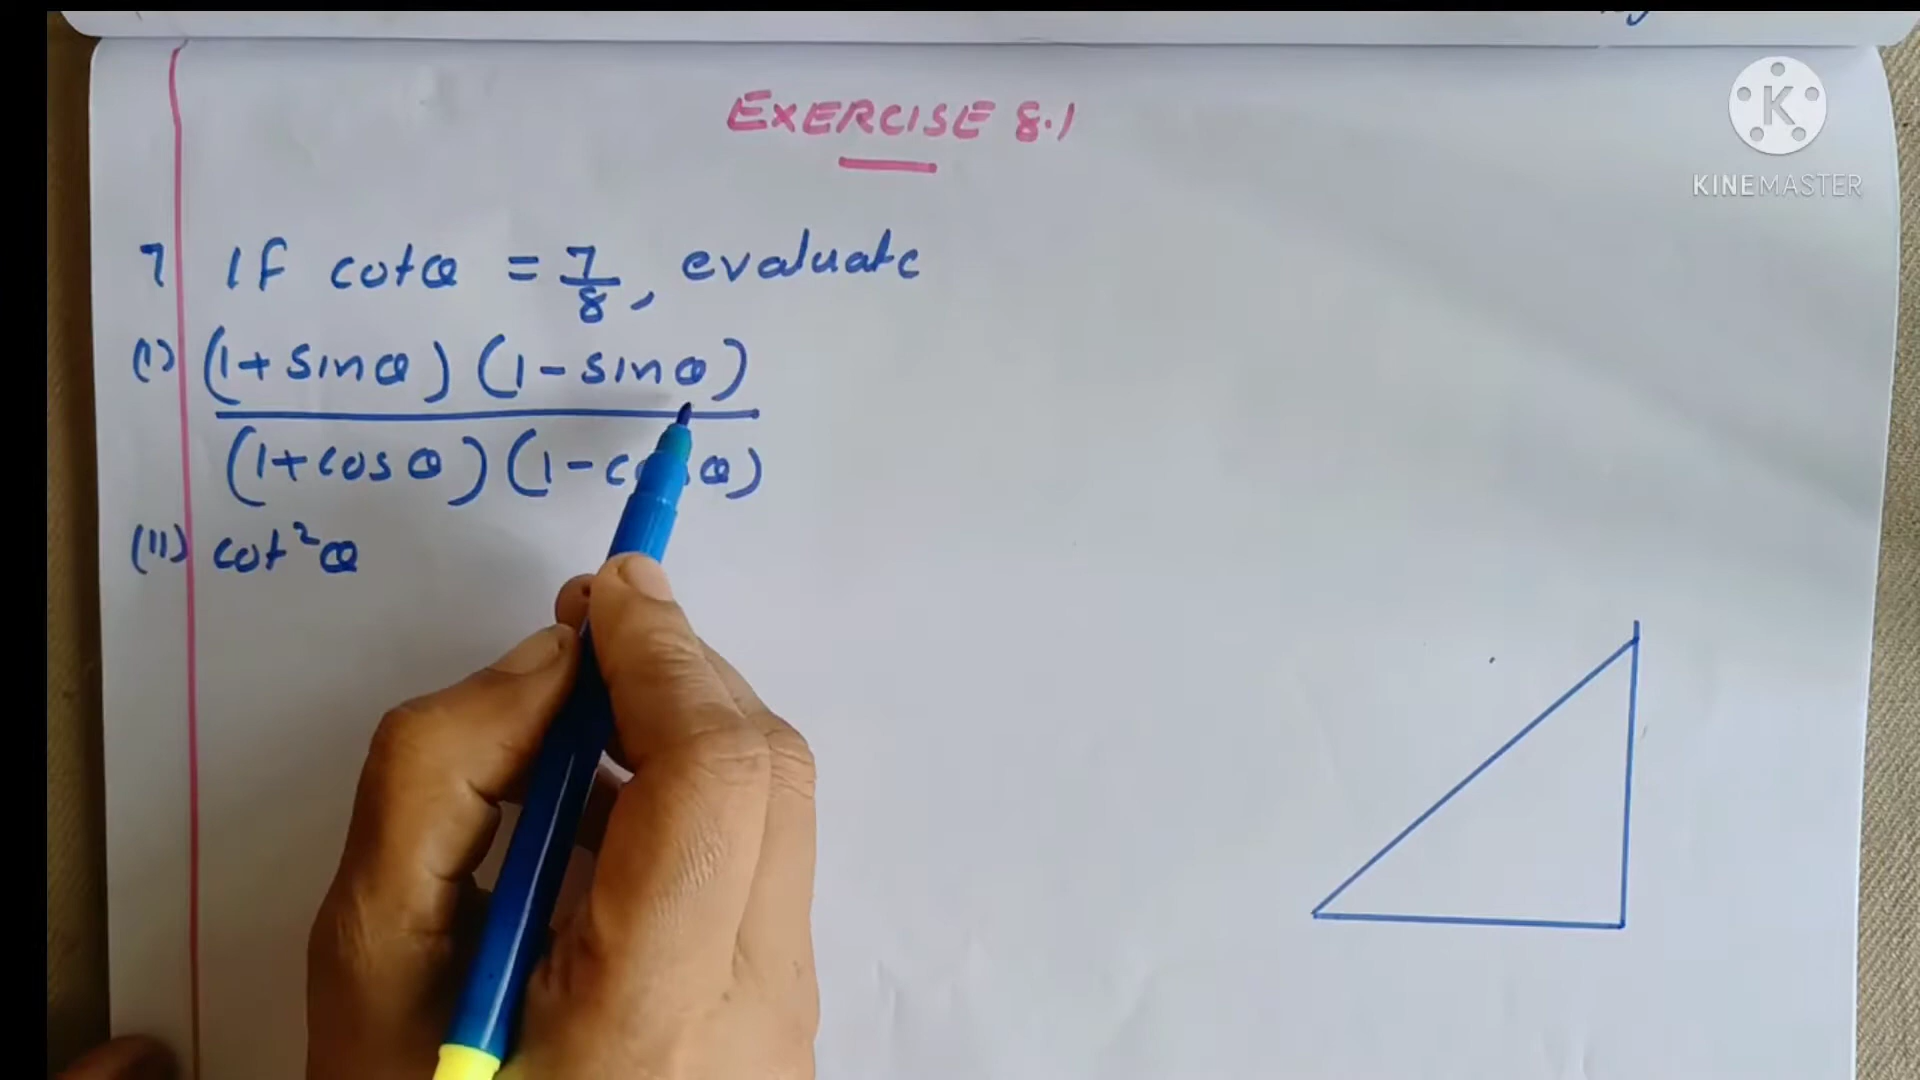 EXERCISE 8.1
KINEMASTER
7 If cotθ = 7/8, evaluate
(i) (1+sinθ)(1-sinθ)
(1+cosθ)(1- θ)
(ii) cot²θ